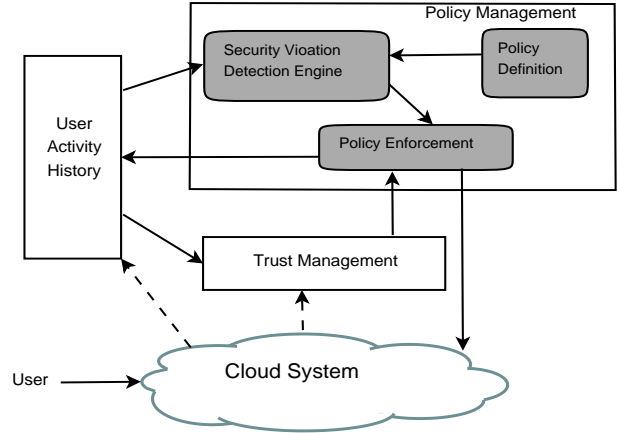 Policy Management
Security Vioation
Detection Engine
Policy
Definition
User
Activity
History
Policy Enforcement
Trust Management
Cloud System
User